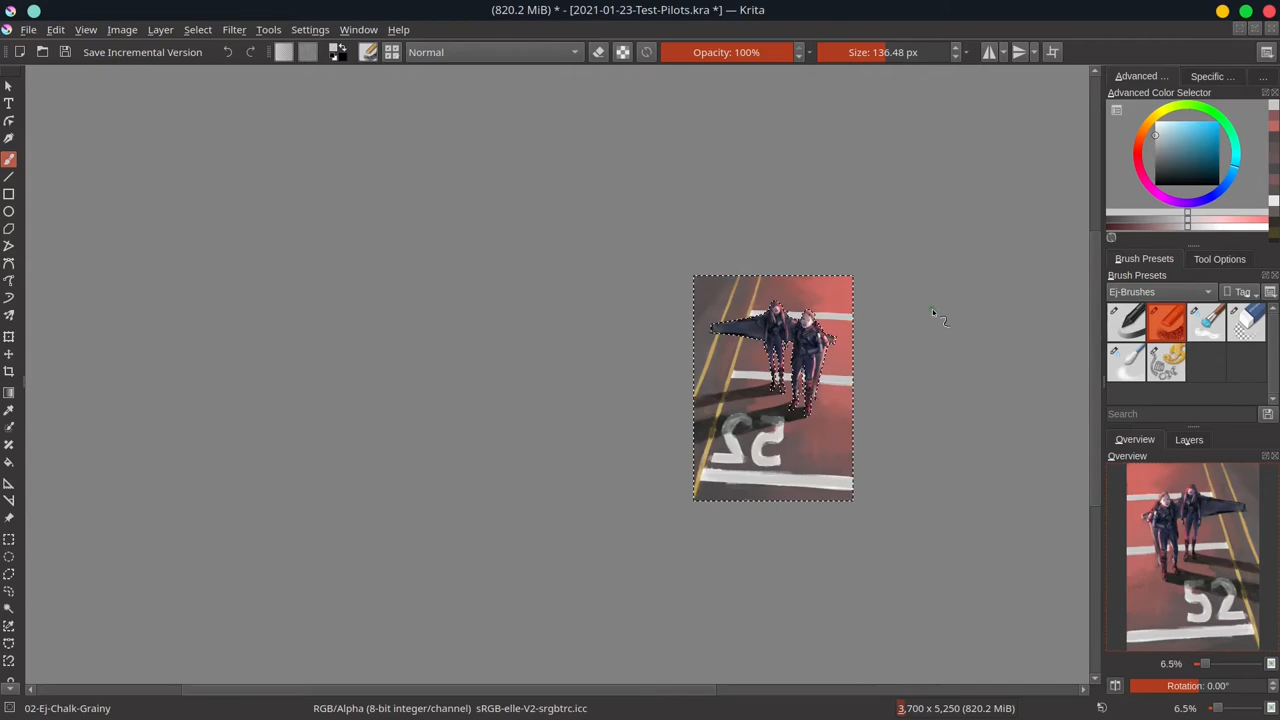 (820.2 MiB) * - [2021-01-23-Test-Pilots.kra *] — Krita
File Edit View Image Layer Select Filter Tools Settings Window Help
Save Incremental Version Normal Opacity: 100% Size: 136.48 px
Advanced ... Specific ... ...
Advanced Color Selector
Brush Presets Tool Options
Brush Presets
Ej-Brushes Tag
Search
Overview Layers
Overview
52
52
6.5%
Rotation: 0.00°
02-Ej-Chalk-Grainy RGB/Alpha (8-bit integer/channel) sRGB-elle-V2-srgbtrc.icc 3,700 x 5,250 (820.2 MiB) 6.5%